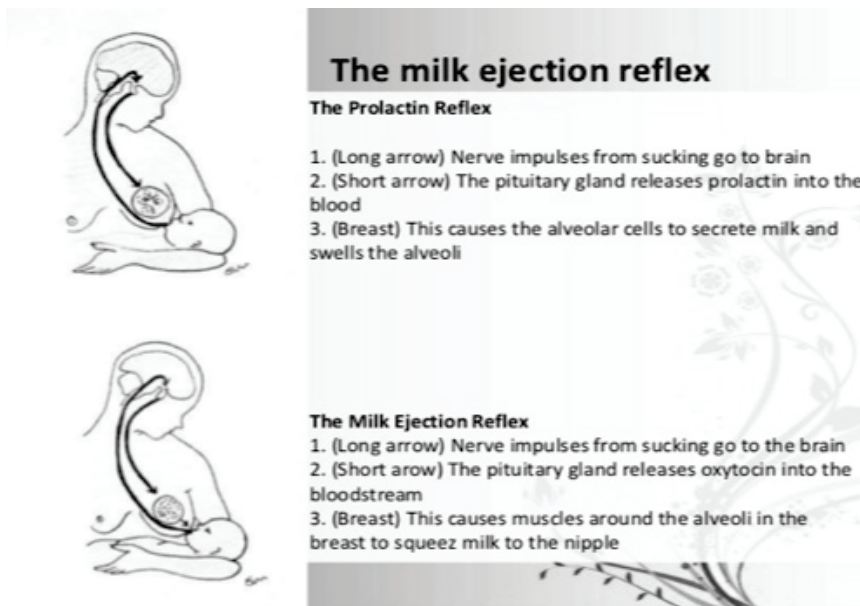 The milk ejection reflex
The Prolactin Reflex
1. (Long arrow) Nerve impulses from sucking go to brain
2. (Short arrow) The pituitary gland releases prolactin into the
blood
3. (Breast) This causes the alveolar cells to secrete milk and
swells the alveoli
The Milk Ejection Reflex
1. (Long arrow) Nerve impulses from sucking go to the brain
2. (Short arow) The pituitary gland releases oxytocin into the
bloodstream
3. (Breast) This causes muscles around the alveoli in the
breast to squeez milk to the nipple